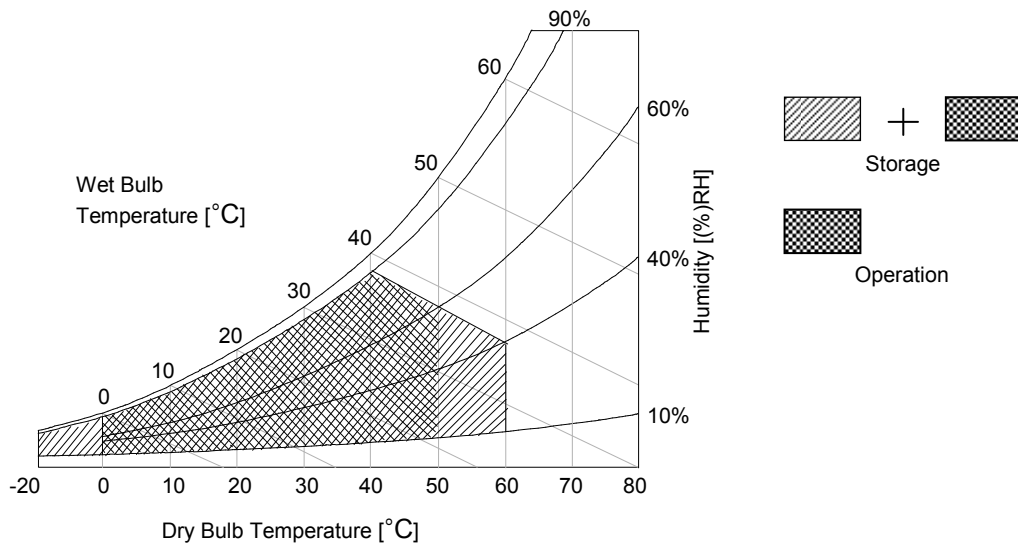 90%
60
60%
50
Wet Bulb
Temperature [°C]
40
30
20
10
0
40%
10%
Humidity [(%)RH]
-20 0 10 20 30 40 50 60 70 80
Dry Bulb Temperature [°C]
+
Storage
Operation